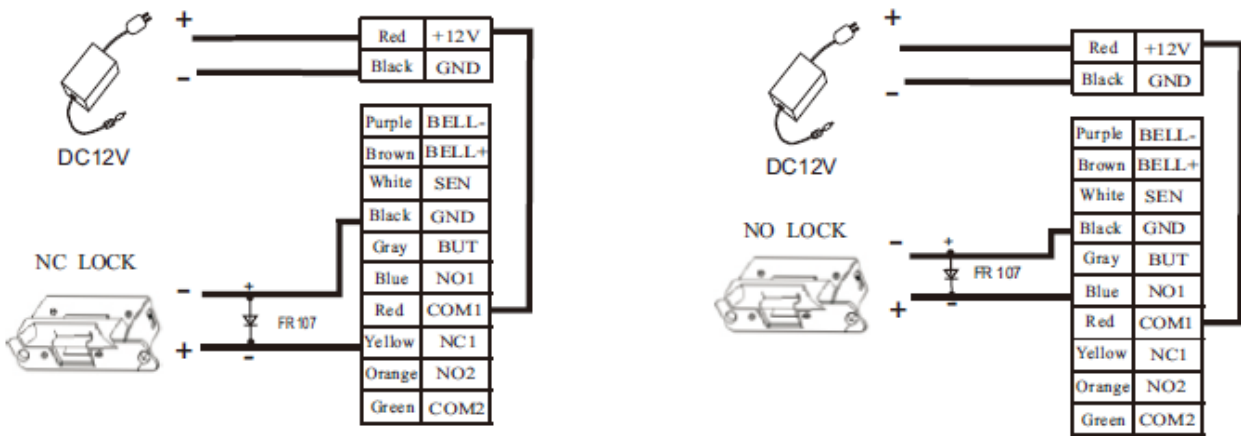 +
-
DC12V
Red +12V
Black GND
Purple BELL-
Brown BELL+
White SEN
Black GND
Gray BUT
Blue NO1
Red COM1
Yellow NC1
Orange NO2
Green COM2
NC LOCK
-
+
+
FR107
-
+
-
DC12V
Red +12V
Black GND
Purple BELL-
Brown BELL+
White SEN
Black GND
Gray BUT
Blue NO1
Red COM1
Yellow NC1
Orange NO2
Green COM2
NO LOCK
-
+
+
FR 107
-